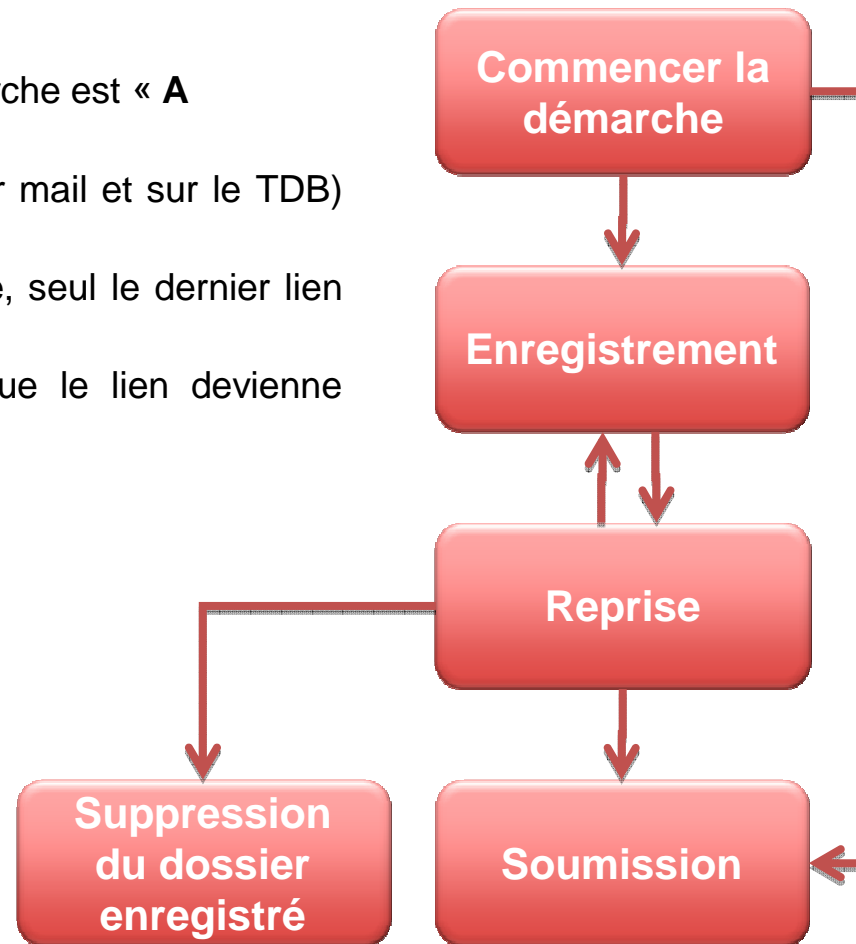 rche est « A
r mail et sur le TDB)
, seul le dernier lien
ue le lien devienne
Commencer la
démarche
Enregistrement
Reprise
Suppression
du dossier
enregistré
Soumission